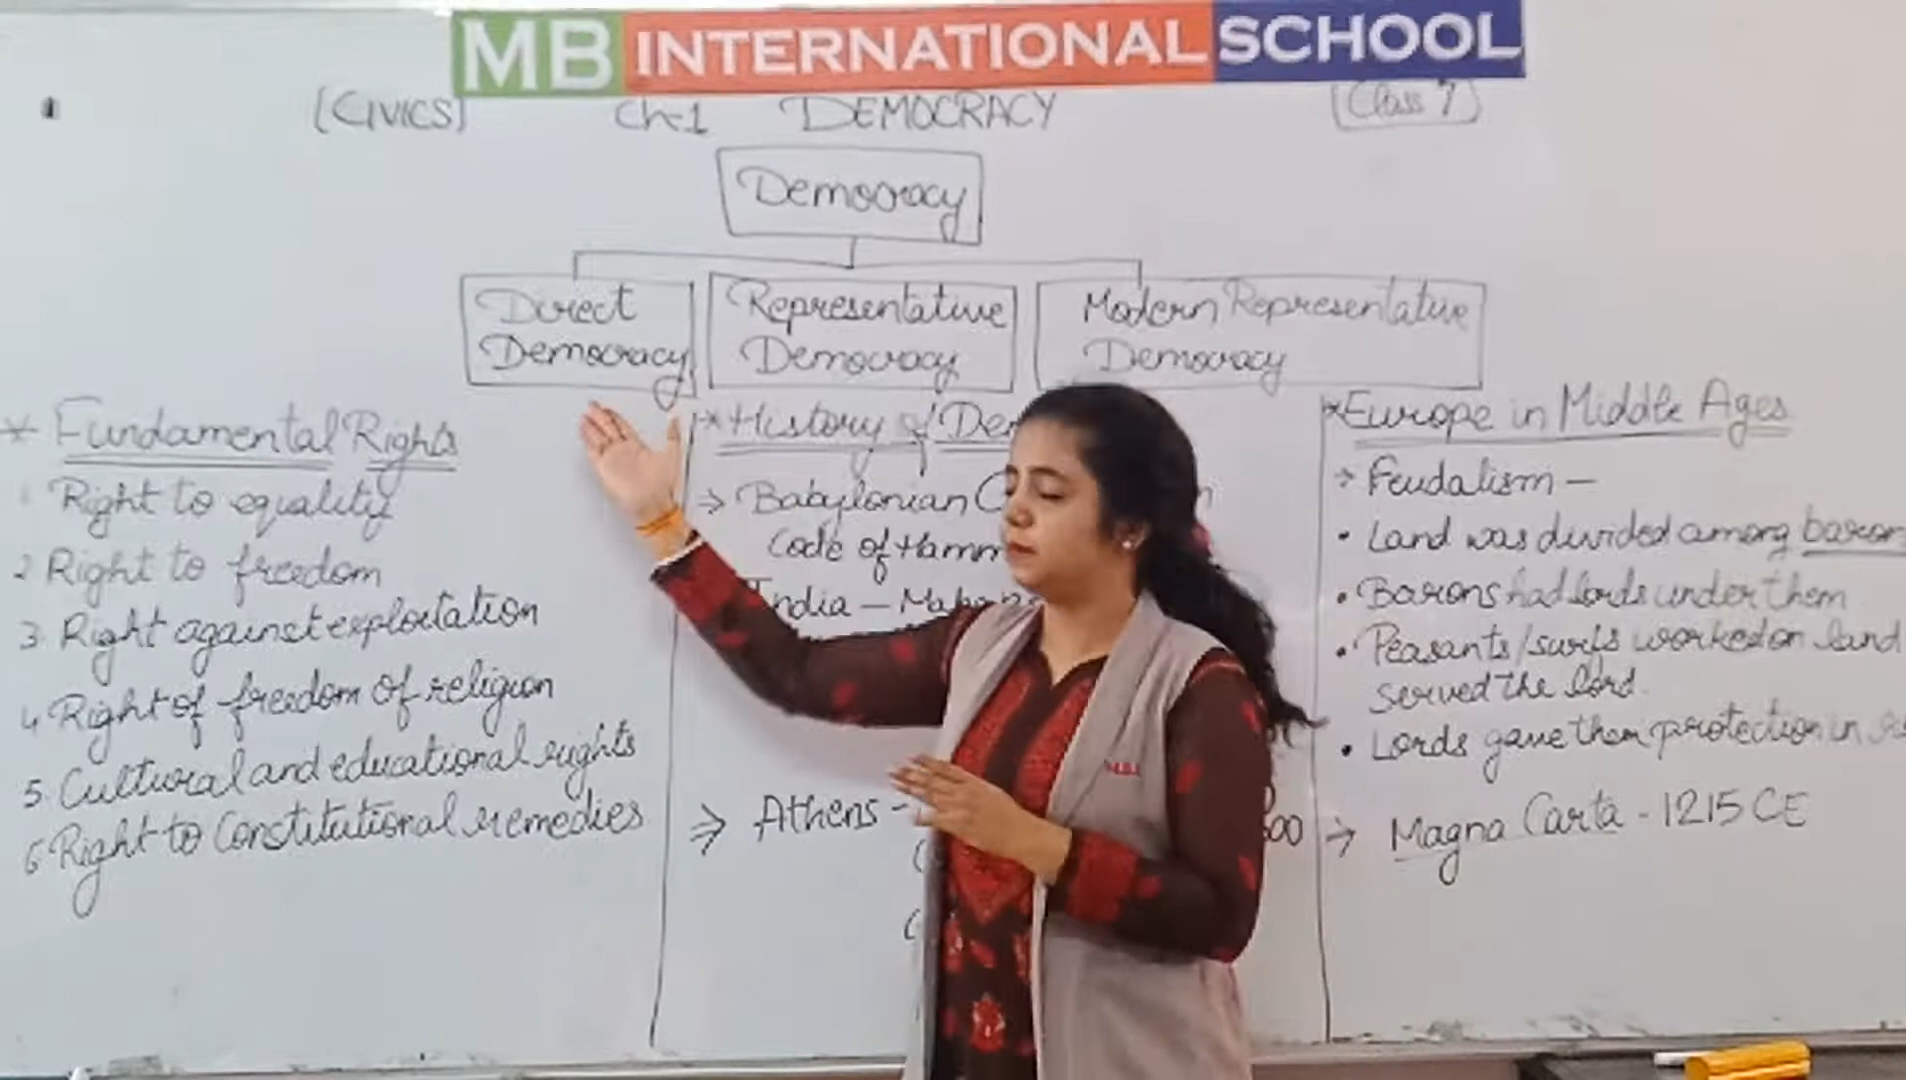 MB INTERNATIONAL SCHOOL
[CIVICS] Ch-1 DEMOCRACY [Class 7]
Democracy
Direct
Democracy
Representative
Democracy
Modern Representative
Democracy
* Fundamental Rights
1 Right to equality
2 Right to freedom
3 Right against exploitation
4 Right of freedom of religion
5. Cultural and educational rights
6 Right to Constitutional remedies
* History of
→ Babylonian
Code of
India –
⇒ Athens -
* Europe in Middle Ages
→ Feudalism –
• Land was divided among
• Barons had lords under them
• Peasants/surfs worked on land
served the lord.
• Lords gave them protection in
→ Magna Carta - 1215 CE